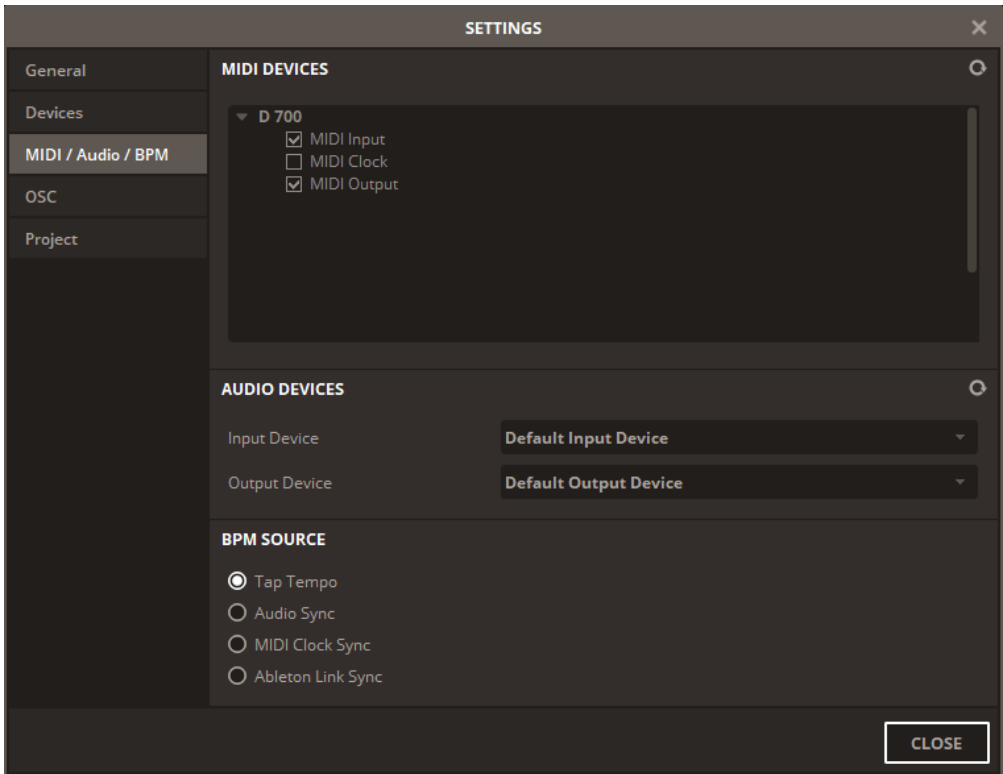 SETTINGS
General
Devices
MIDI / Audio / BPM
OSC
Project
MIDI DEVICES
D 700
MIDI Input
MIDI Clock
MIDI Output
AUDIO DEVICES
Input Device Default Input Device
Output Device Default Output Device
BPM SOURCE
Tap Tempo
Audio Sync
MIDI Clock Sync
Ableton Link Sync
CLOSE